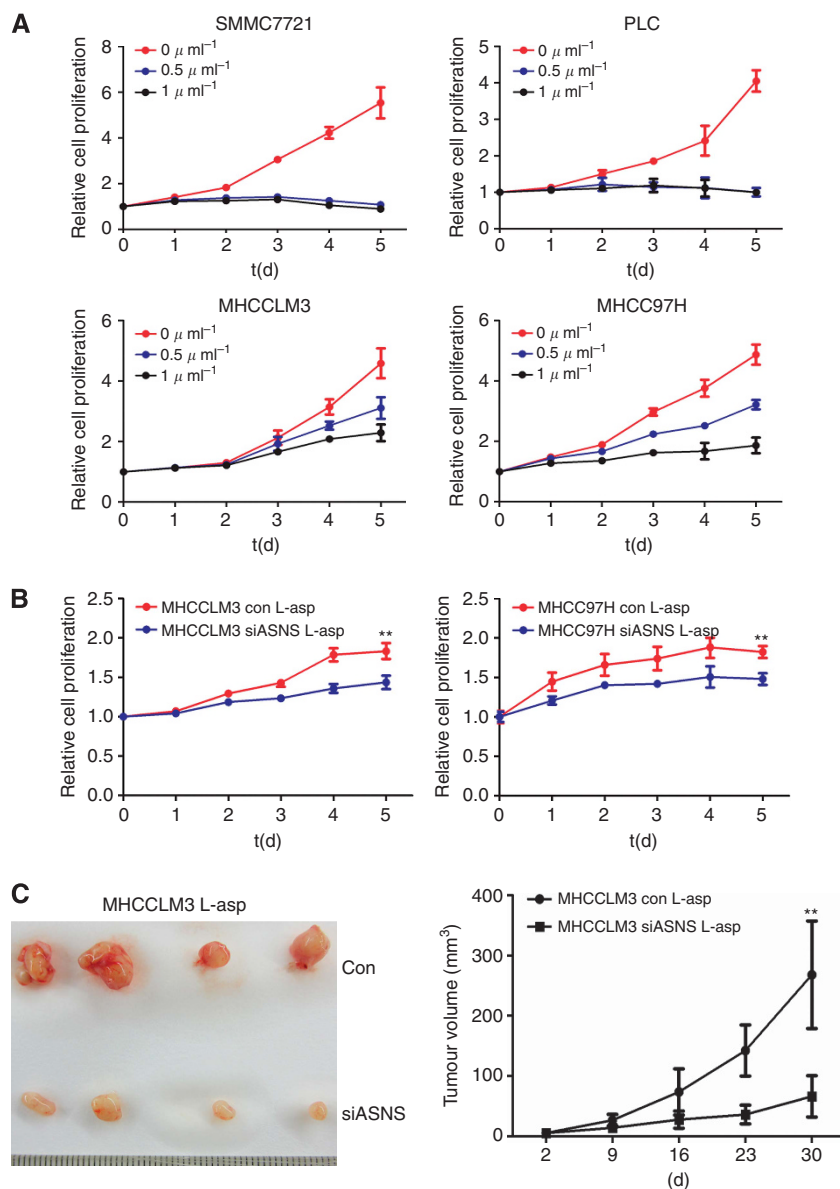 A
SMMC7721
Relative cell proliferation
8
6
4
2
0
0 μ ml⁻¹
0.5 μ ml⁻¹
1 μ ml⁻¹
0 1 2 3 4 5
t(d)
PLC
Relative cell proliferation
5
4
3
2
1
0
0 μ ml⁻¹
0.5 μ ml⁻¹
1 μ ml⁻¹
0 1 2 3 4 5
t(d)
MHCCLM3
Relative cell proliferation
6
4
2
0
0 μ ml⁻¹
0.5 μ ml⁻¹
1 μ ml⁻¹
0 1 2 3 4 5
t(d)
MHCC97H
Relative cell proliferation
6
4
2
0
0 μ ml⁻¹
0.5 μ ml⁻¹
1 μ ml⁻¹
0 1 2 3 4 5
t(d)
B
Relative cell proliferation
2.5
2.0
1.5
1.0
0.5
0.0
MHCCLM3 con L-asp
MHCCLM3 siASNS L-asp
**
0 1 2 3 4 5
t(d)
Relative cell proliferation
2.5
2.0
1.5
1.0
0.5
0.0
MHCC97H con L-asp
MHCC97H siASNS L-asp
**
0 1 2 3 4 5
t(d)
C
MHCCLM3 L-asp
Con
siASNS
Tumour volume (mm³)
400
300
200
100
0
MHCCLM3 con L-asp
MHCCLM3 siASNS L-asp
**
2 9 16 23 30
(d)